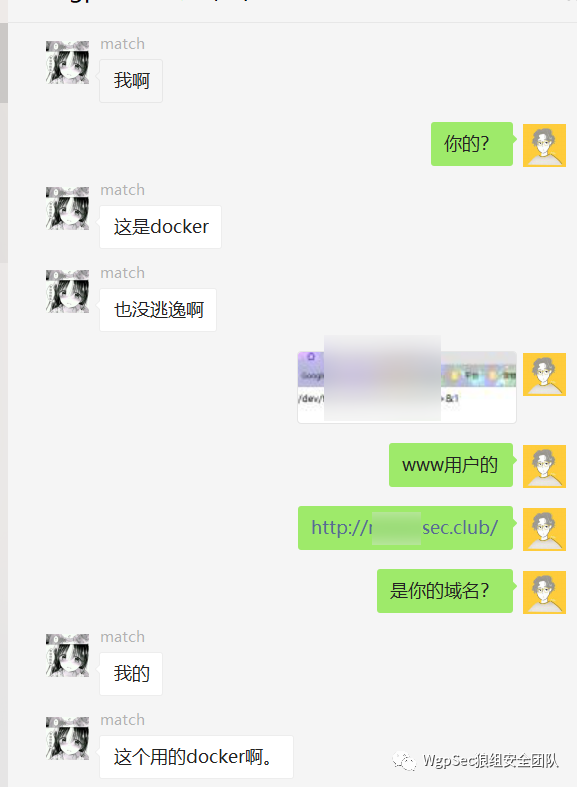 match
我啊
你的？
match
这是docker
match
也没逃逸啊
Google
平台
/dev/
&1
www用户的
http://
sec.club/
是你的域名？
match
我的
match
这个用的docker啊。
WgpSec狼组安全团队